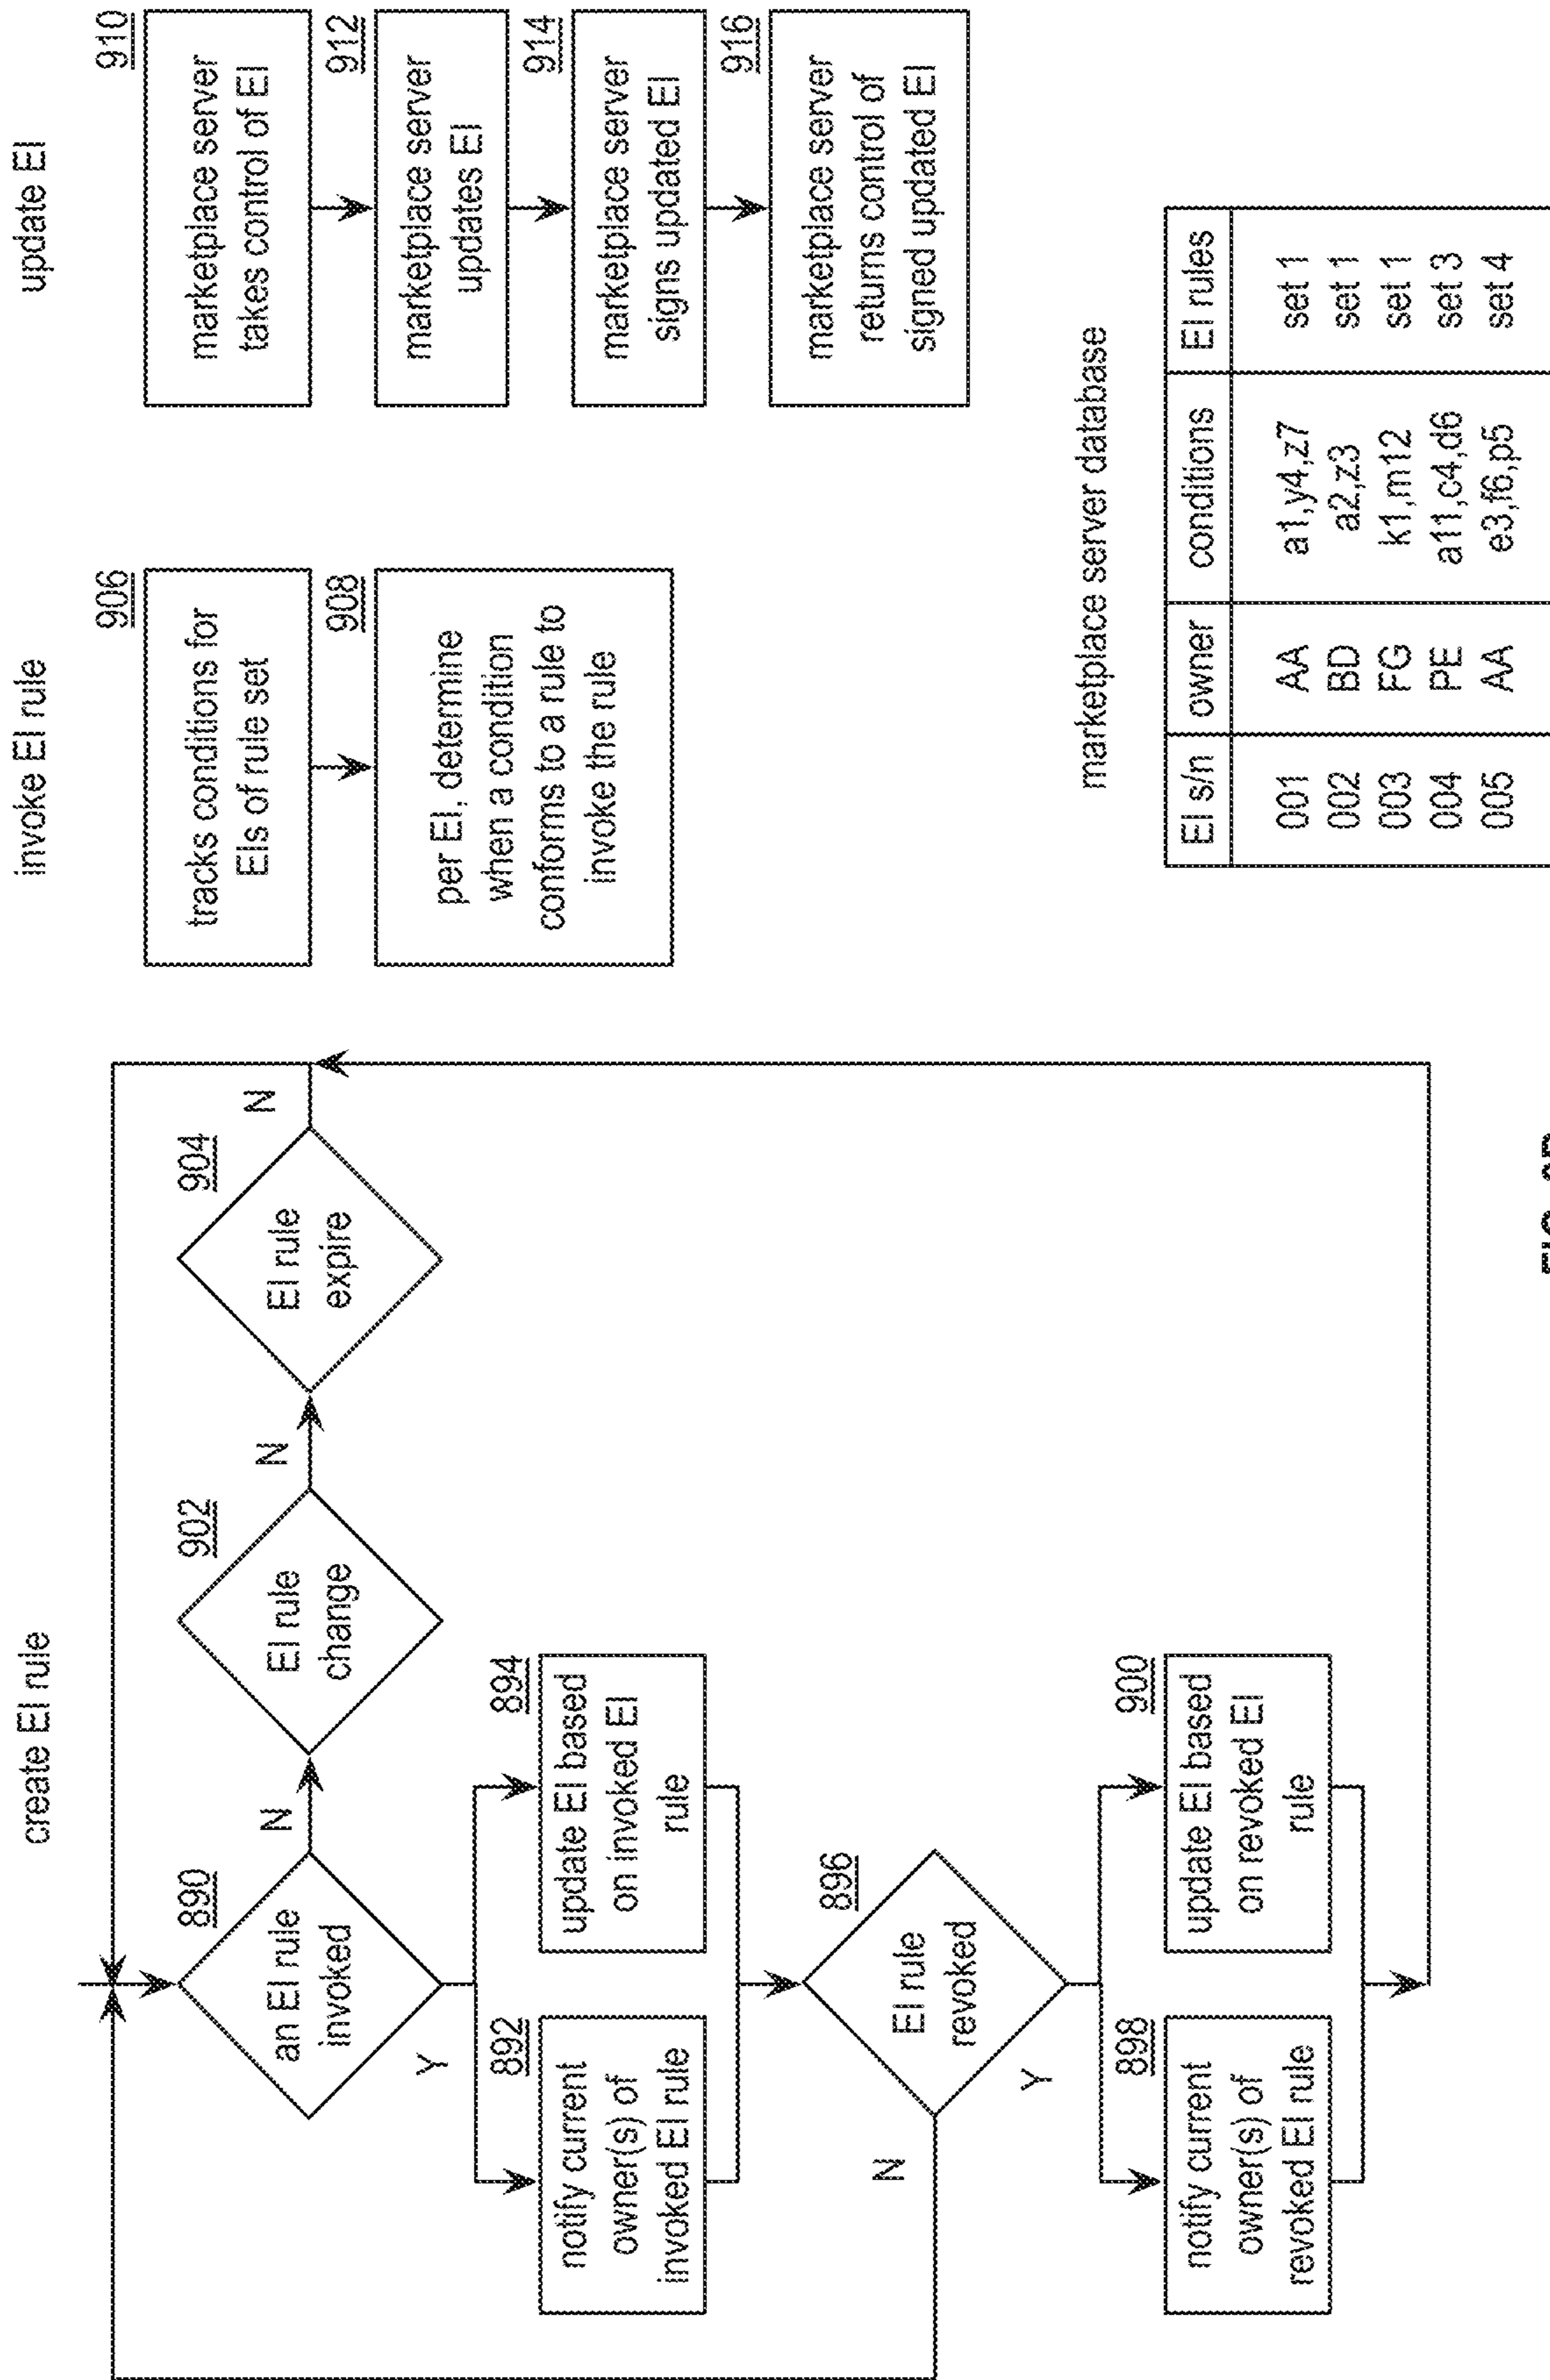 create EI rule
890
an EI rule
invoked
N
902
EI rule
change
N
904
EI rule
expire
N
Y
892
notify current
owner(s) of
invoked EI rule
894
update EI based
on invoked EI
rule
896
EI rule
revoked
N
Y
898
notify current
owner(s) of
revoked EI rule
900
update EI based
on revoked EI
rule
invoke EI rule
906
tracks conditions for
EIs of rule set
908
per EI, determine
when a condition
conforms to a rule to
invoke the rule
update EI
910
marketplace server
takes control of EI
912
marketplace server
updates EI
914
marketplace server
signs updated EI
916
marketplace server
returns control of
signed updated EI
marketplace server database
EI s/n owner conditions EI rules
001 AA a1,y4,z7 set 1
002 BD a2,z3 set 1
003 FG k1,m12 set 1
004 PE a11,c4,d6 set 3
005 AA e3,f6,p5 set 4